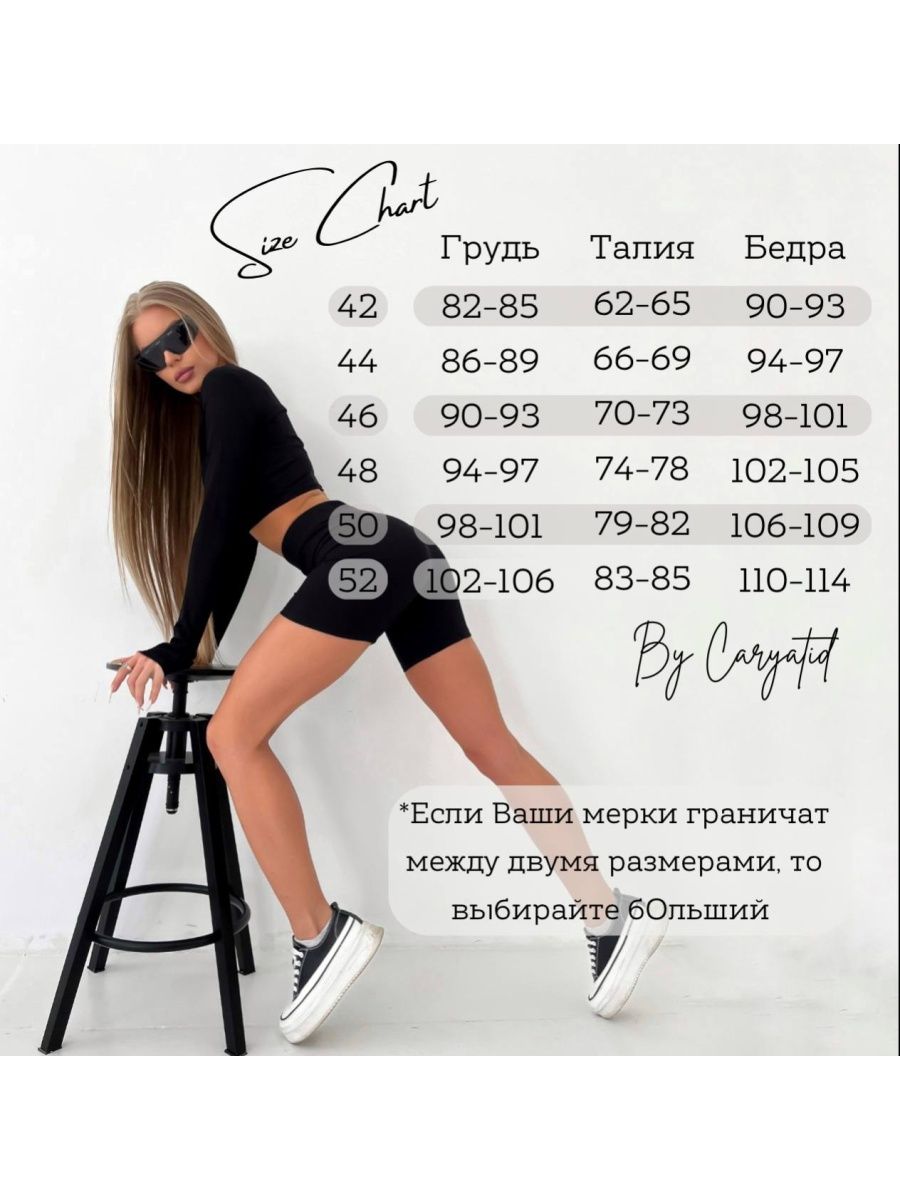 Size Chart
Грудь Талия Бедра
42 82-85 62-65 90-93
44 86-89 66-69 94-97
46 90-93 70-73 98-101
48 94-97 74-78 102-105
50 98-101 79-82 106-109
52 102-106 83-85 110-114
By Caryatid
*Если Ваши мерки граничат
между двумя размерами, то
выбирайте бОльший